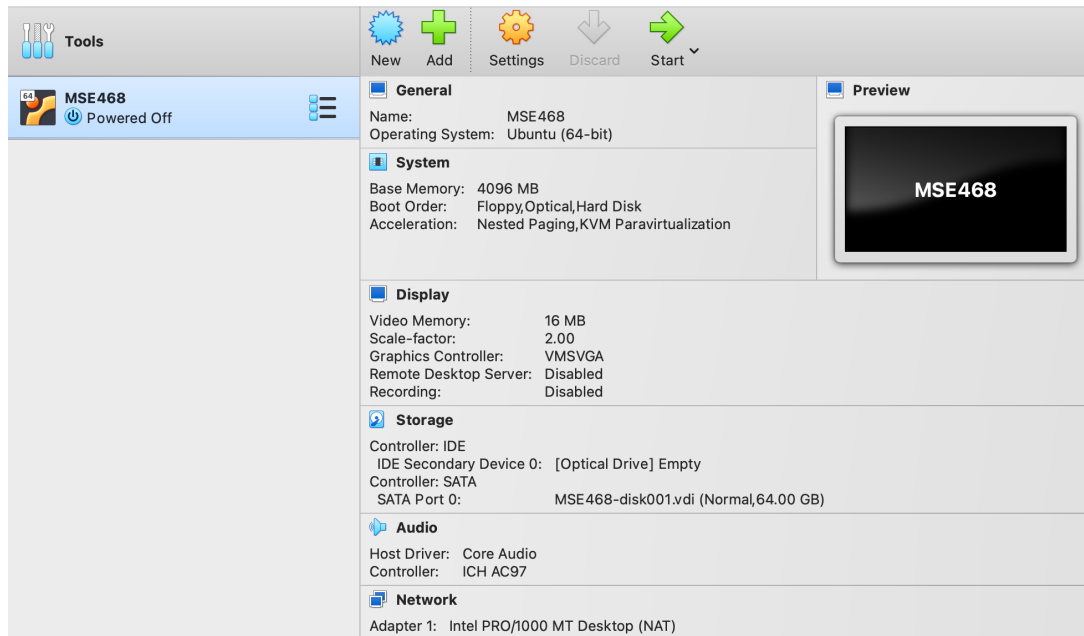 Tools
New Add Settings Discard Start
64
MSE468
Powered Off
General
Name: MSE468
Operating System: Ubuntu (64-bit)
Preview
MSE468
System
Base Memory: 4096 MB
Boot Order: Floppy,Optical,Hard Disk
Acceleration: Nested Paging,KVM Paravirtualization
Display
Video Memory: 16 MB
Scale-factor: 2.00
Graphics Controller: VMSVGA
Remote Desktop Server: Disabled
Recording: Disabled
Storage
Controller: IDE
IDE Secondary Device 0: [Optical Drive] Empty
Controller: SATA
SATA Port 0: MSE468-disk001.vdi (Normal,64.00 GB)
Audio
Host Driver: Core Audio
Controller: ICH AC97
Network
Adapter 1: Intel PRO/1000 MT Desktop (NAT)